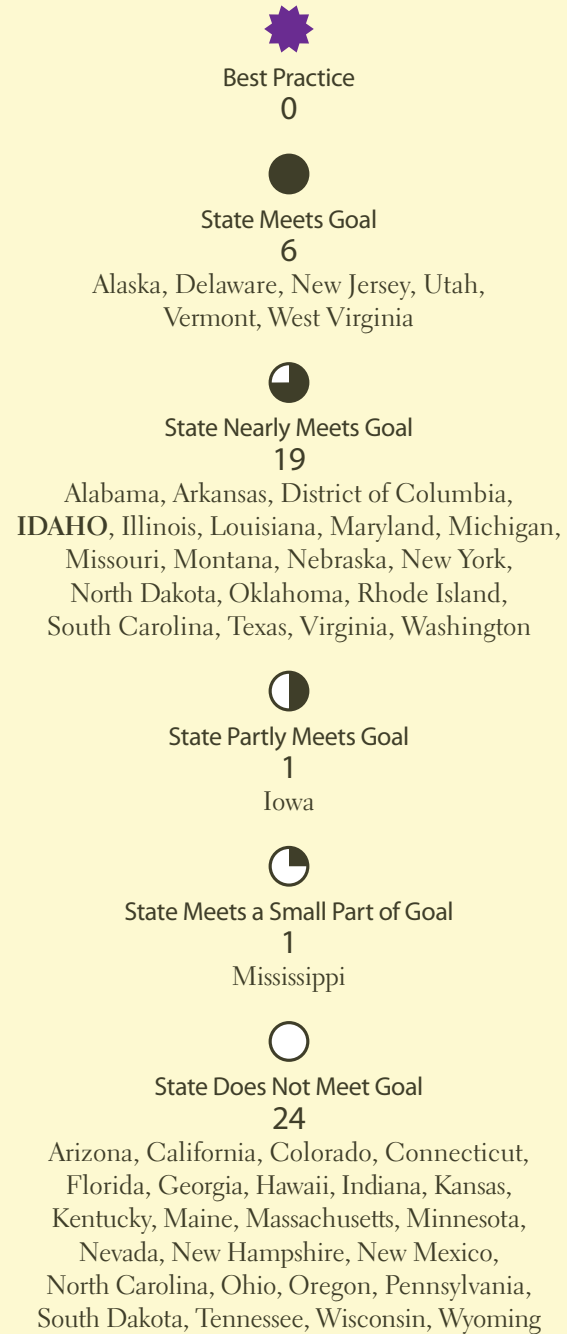 Best Practice
0
State Meets Goal
6
Alaska, Delaware, New Jersey, Utah,
Vermont, West Virginia
State Nearly Meets Goal
19
Alabama, Arkansas, District of Columbia,
IDAHO, Illinois, Louisiana, Maryland, Michigan,
Missouri, Montana, Nebraska, New York,
North Dakota, Oklahoma, Rhode Island,
South Carolina, Texas, Virginia, Washington
State Partly Meets Goal
1
Iowa
State Meets a Small Part of Goal
1
Mississippi
State Does Not Meet Goal
24
Arizona, California, Colorado, Connecticut,
Florida, Georgia, Hawaii, Indiana, Kansas,
Kentucky, Maine, Massachusetts, Minnesota,
Nevada, New Hampshire, New Mexico,
North Carolina, Ohio, Oregon, Pennsylvania,
South Dakota, Tennessee, Wisconsin, Wyoming